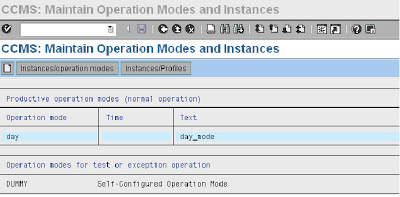 CCMS: Maintain Operation Modes and Instances
CCMS: Maintain Operation Modes and Instances
Instances/operation modes Instances/Profiles
Productive operation modes (normal operation)
Operation mode Time Text
day day_mode
Operation modes for test or exception operation
DUMMY Self-Configured Operation Mode